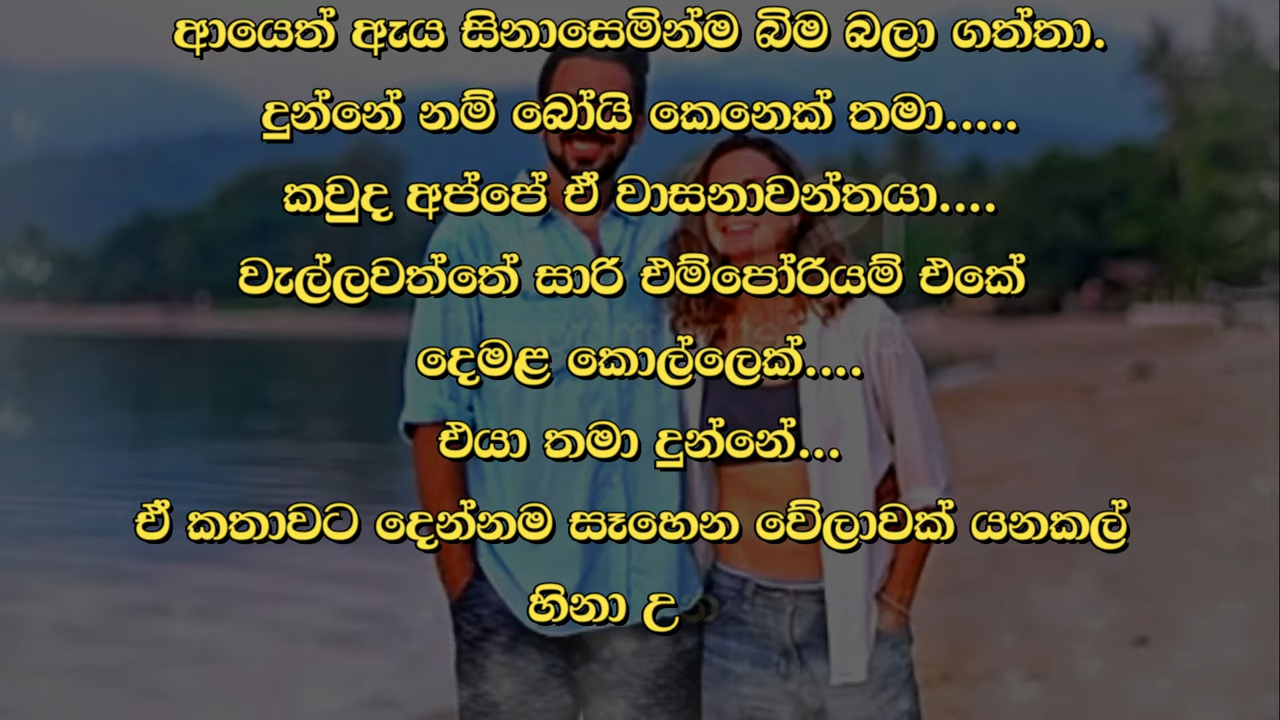 ආයෙත් ඇය සිනාසෙමින්ම බිම බලා ගත්තා.
දුන්නේ නම් බෝයි කෙනෙක් තමා.....
කවුද අප්පේ ඒ වාසනාවන්තයා....
වැල්ලවත්තේ සාරි එම්පෝරියම් එකේ
දෙමළ කොල්ලෙක්....
එයා තමා දුන්නේ...
ඒ කතාවට දෙන්නම සෑහෙන වේලාවක් යනකල්
හිනා උන